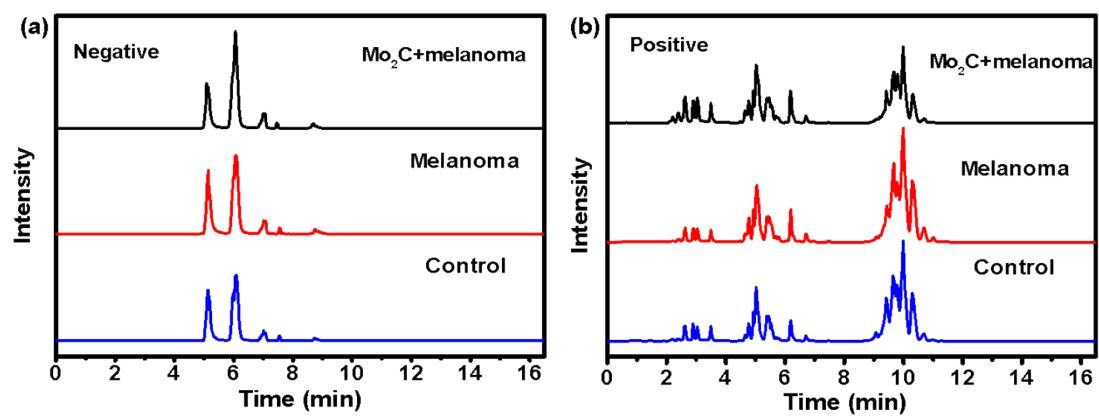 (a)
Negative
Mo₂C+melanoma
Melanoma
Control
Intensity
0 2 4 6 8 10 12 14 16
Time (min)
(b)
Positive
Mo₂C+melanoma
Melanoma
Control
Intensity
0 2 4 6 8 10 12 14 16
Time (min)